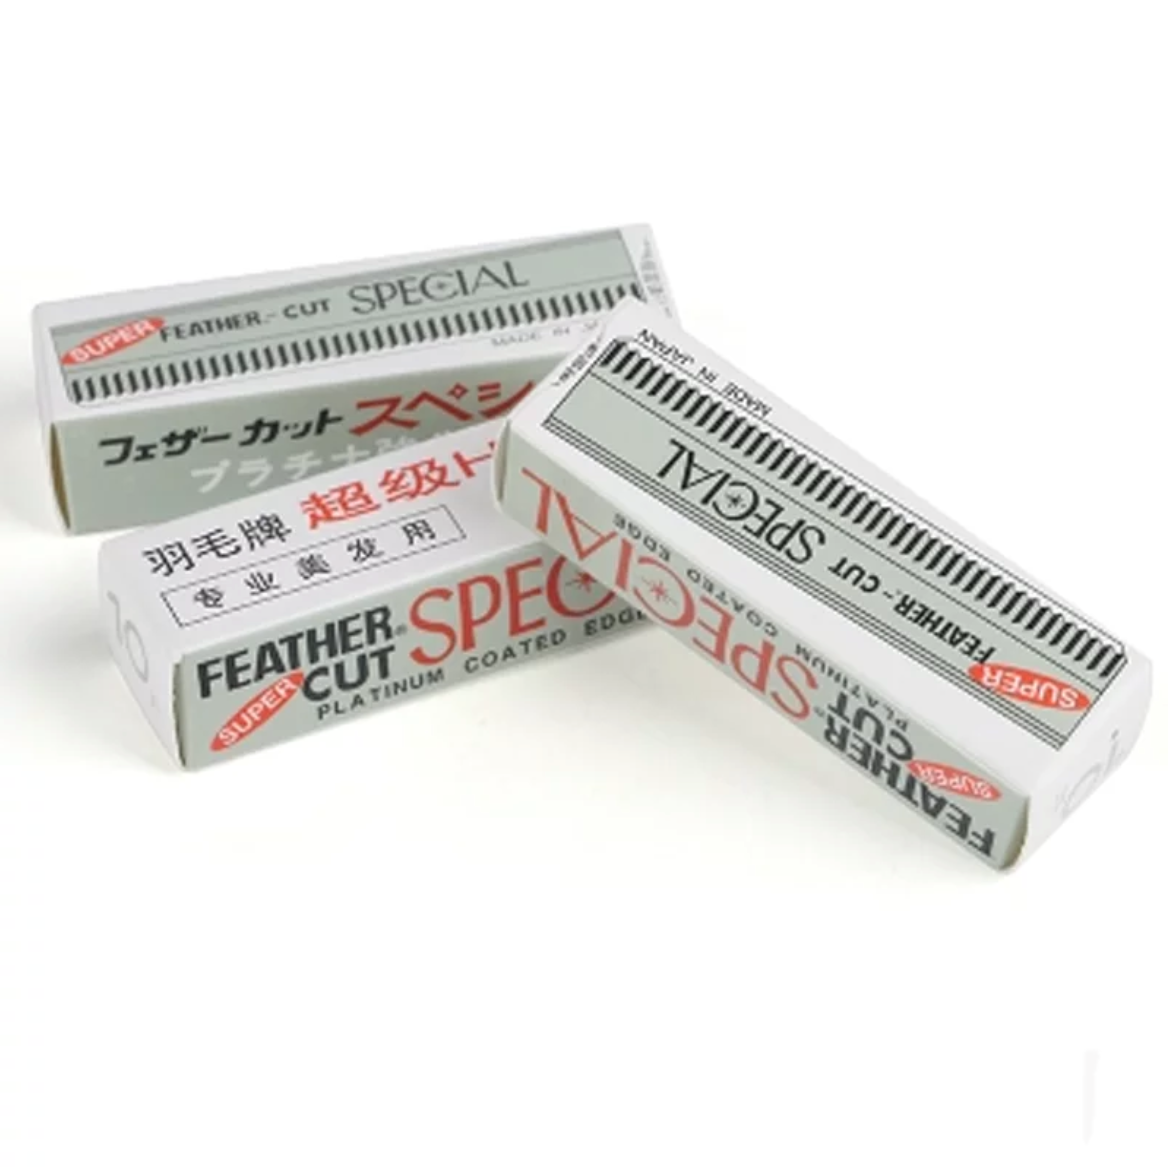 SUPER FEATHER.- CUT SPECIAL
MADE IN
フェザー カット スペシ
プラチナ
羽毛牌 超级
专业美发用
FEATHER® SPEC
SUPER CUT
PLATINUM COATED EDGE
10
MADE IN JAPAN
SUPER FEATHER.- CUT SPECIAL
FEATHER® SPECIAL
SUPER CUT
PLATINUM COATED EDGE